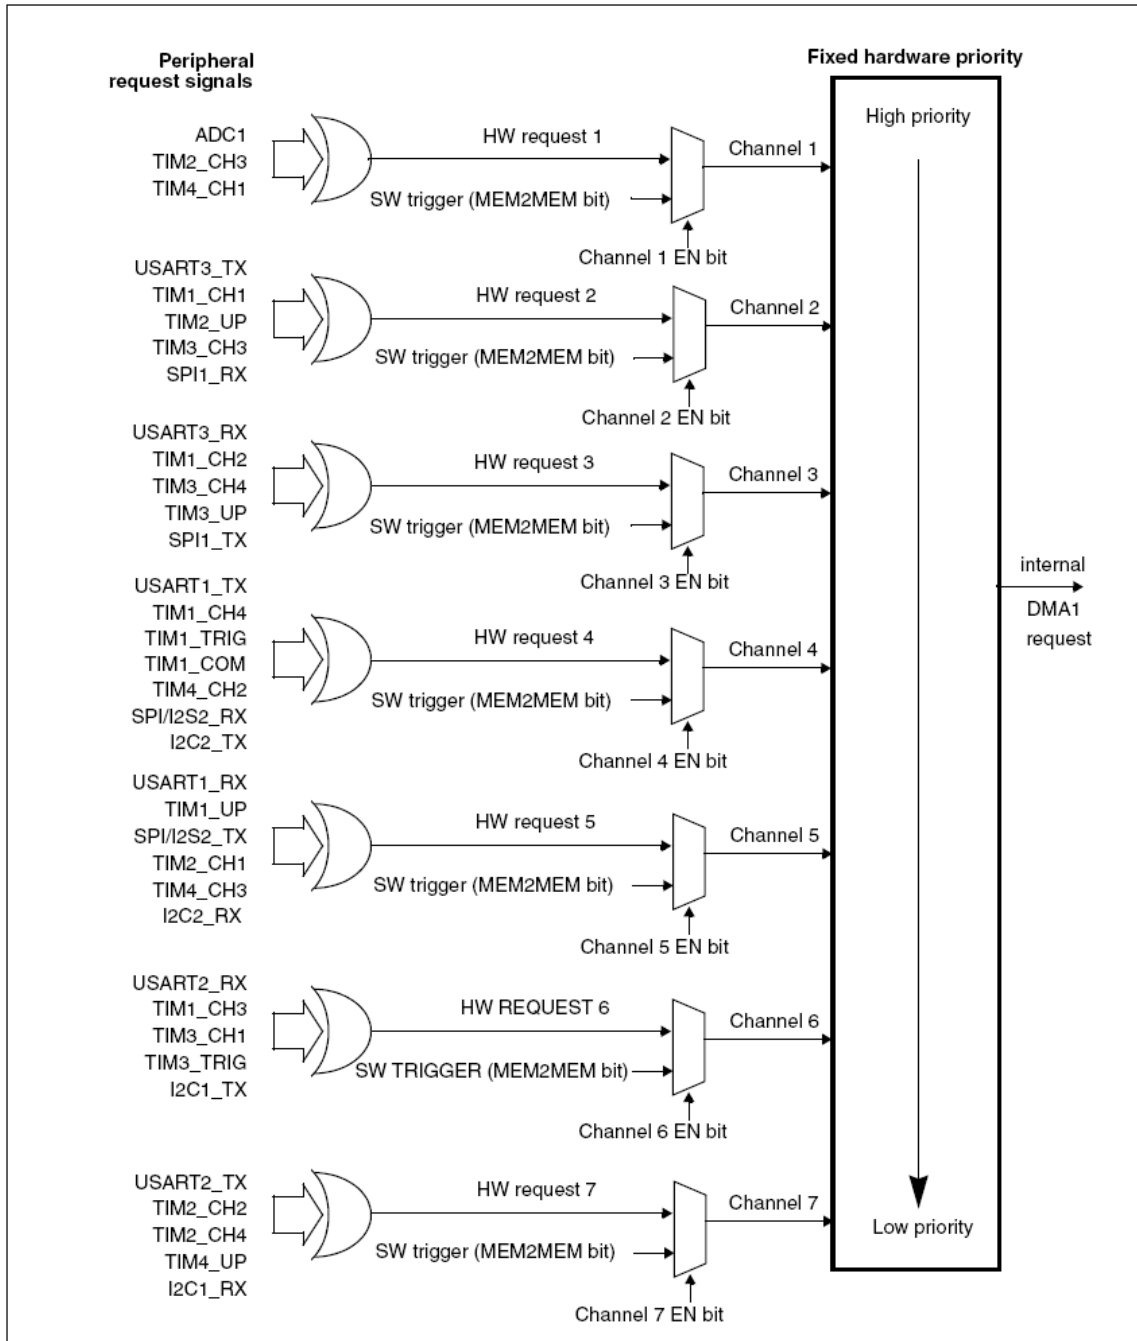 Peripheral
request signals
Fixed hardware priority
High priority
ADC1
TIM2_CH3
TIM4_CH1
HW request 1
SW trigger (MEM2MEM bit)
Channel 1
Channel 1 EN bit
USART3_TX
TIM1_CH1
TIM2_UP
TIM3_CH3
SPI1_RX
HW request 2
SW trigger (MEM2MEM bit)
Channel 2
Channel 2 EN bit
USART3_RX
TIM1_CH2
TIM3_CH4
TIM3_UP
SPI1_TX
HW request 3
SW trigger (MEM2MEM bit)
Channel 3
Channel 3 EN bit
internal
DMA1
request
USART1_TX
TIM1_CH4
TIM1_TRIG
TIM1_COM
TIM4_CH2
SPI/I2S2_RX
I2C2_TX
HW request 4
SW trigger (MEM2MEM bit)
Channel 4
Channel 4 EN bit
USART1_RX
TIM1_UP
SPI/I2S2_TX
TIM2_CH1
TIM4_CH3
I2C2_RX
HW request 5
SW trigger (MEM2MEM bit)
Channel 5
Channel 5 EN bit
USART2_RX
TIM1_CH3
TIM3_CH1
TIM3_TRIG
I2C1_TX
HW REQUEST 6
SW TRIGGER (MEM2MEM bit)
Channel 6
Channel 6 EN bit
USART2_TX
TIM2_CH2
TIM2_CH4
TIM4_UP
I2C1_RX
HW request 7
SW trigger (MEM2MEM bit)
Channel 7
Channel 7 EN bit
Low priority